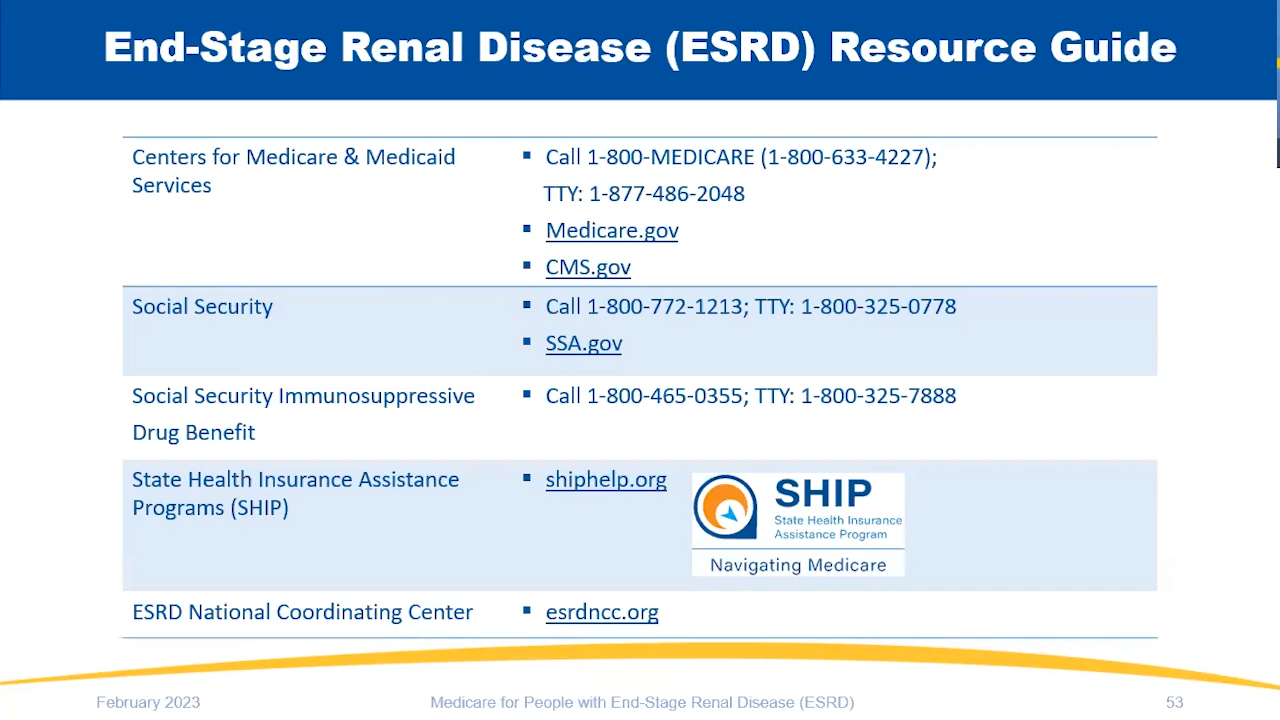 End-Stage Renal Disease (ESRD) Resource Guide
Centers for Medicare & Medicaid
Services
▪ Call 1-800-MEDICARE (1-800-633-4227);
TTY: 1-877-486-2048
▪ Medicare.gov
▪ CMS.gov
Social Security
▪ Call 1-800-772-1213; TTY: 1-800-325-0778
▪ SSA.gov
Social Security Immunosuppressive
Drug Benefit
▪ Call 1-800-465-0355; TTY: 1-800-325-7888
State Health Insurance Assistance
Programs (SHIP)
▪ shiphelp.org
SHIP
State Health Insurance
Assistance Program
Navigating Medicare
ESRD National Coordinating Center
▪ esrdncc.org
February 2023
Medicare for People with End-Stage Renal Disease (ESRD)
53